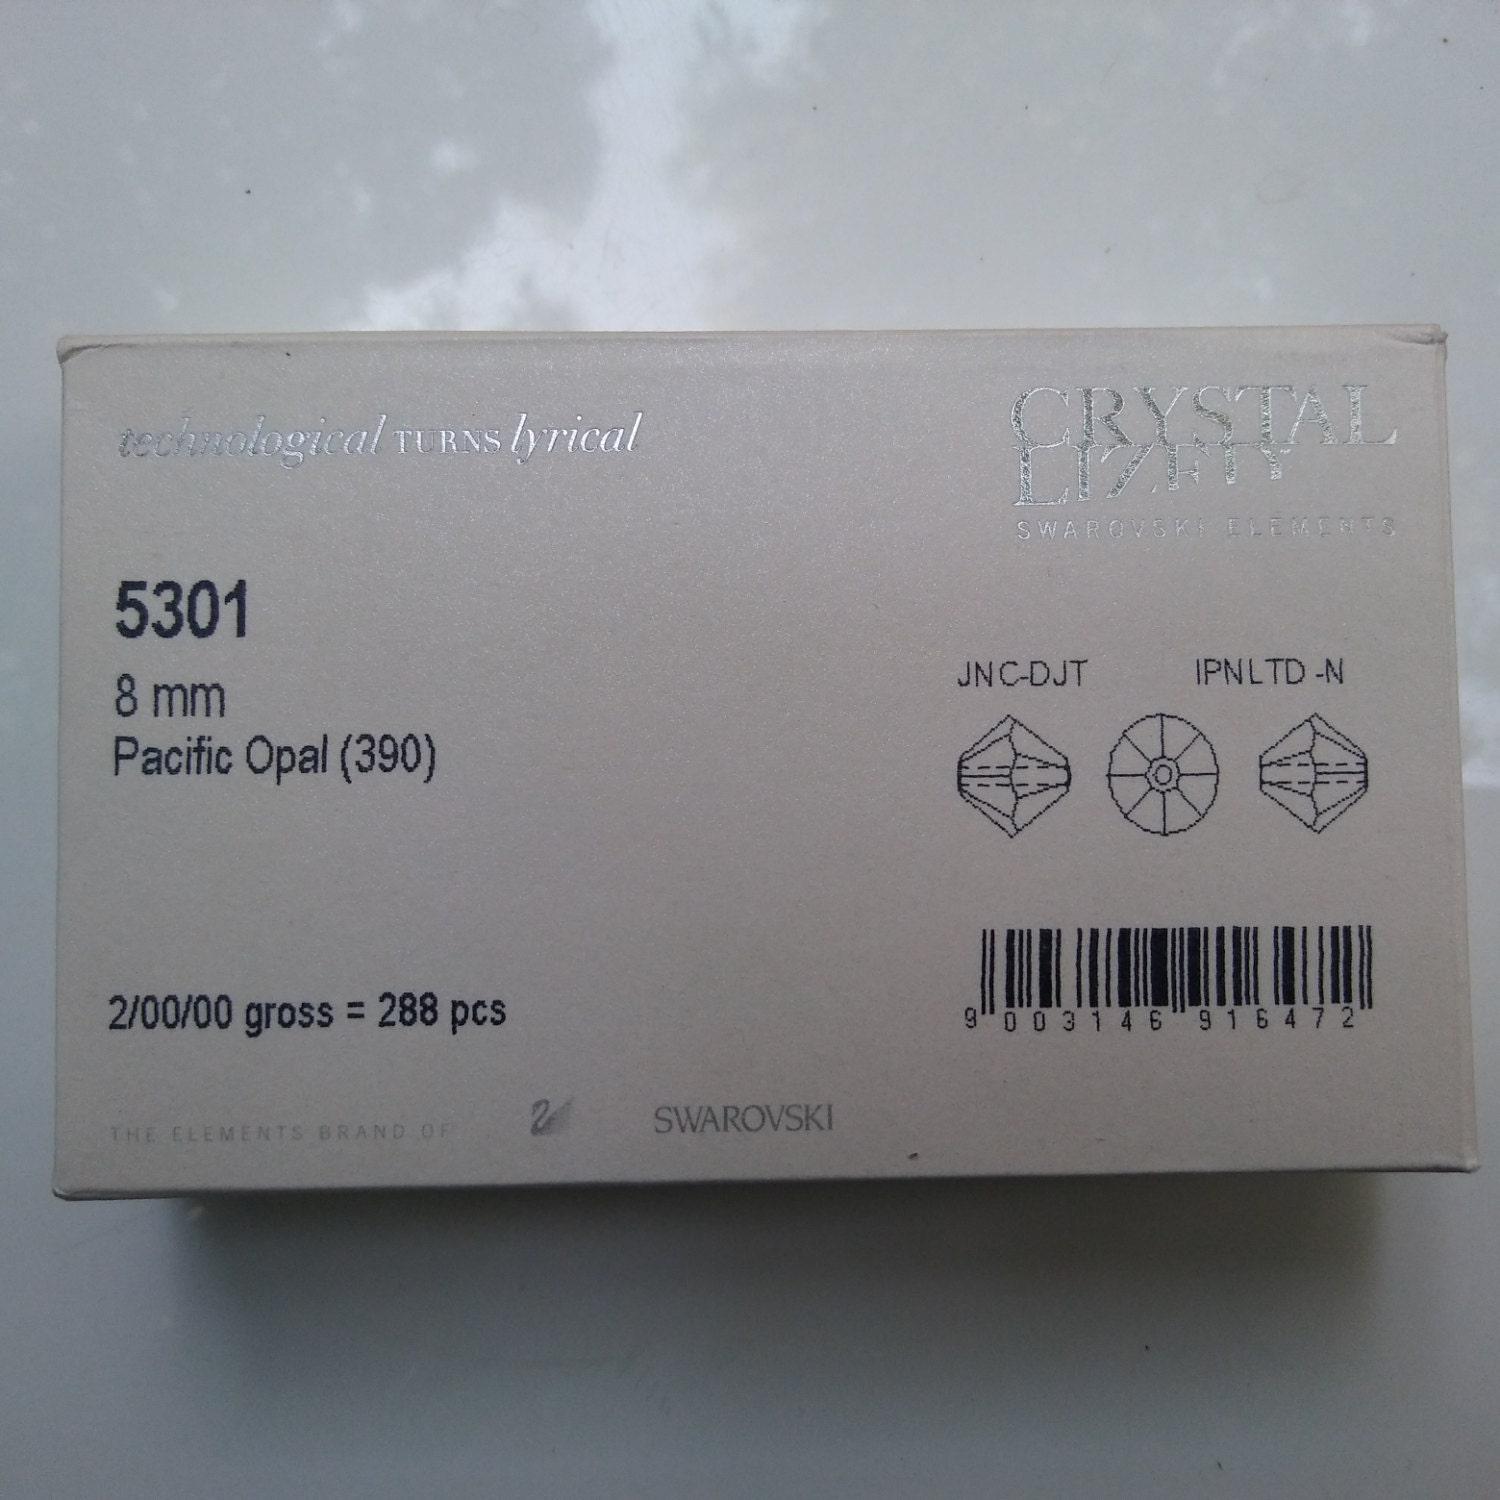 technological TURNS lyrical
CRYSTAL
SWAROVSKI ELEMENTS
5301
8 mm
Pacific Opal (390)
JNC-DJT IPNLTD -N
2/00/00 gross = 288 pcs
9 003146 916472
THE ELEMENTS BRAND OF SWAROVSKI